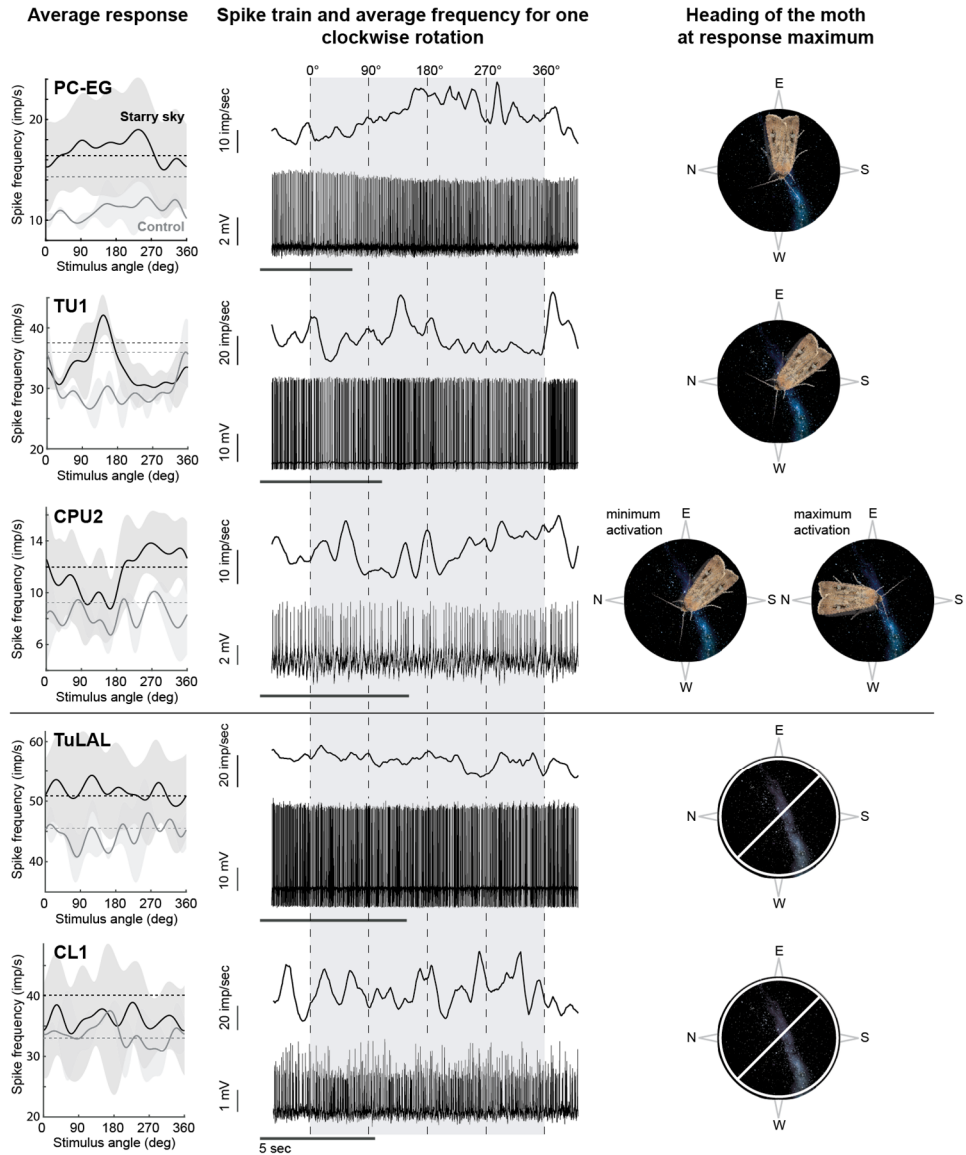 Average response
Spike train and average frequency for one
clockwise rotation
Heading of the moth
at response maximum
0° 90° 180° 270° 360°
PC-EG
Starry sky
Control
Spike frequency (imp/s)
20
10
0 90 180 270 360
Stimulus angle (deg)
10 imp/sec
2 mV
E
N S
W
TU1
Spike frequency (imp/s)
40
30
20
0 90 180 270 360
Stimulus angle (deg)
20 imp/sec
10 mV
E
N S
W
CPU2
Spike frequency (imp/s)
14
10
6
0 90 180 270 360
Stimulus angle (deg)
10 imp/sec
2 mV
minimum
activation
E
N S
W
maximum
activation
E
N S
W
TuLAL
Spike frequency (imp/s)
60
50
40
0 90 180 270 360
Stimulus angle (deg)
20 imp/sec
10 mV
E
N S
W
CL1
Spike frequency (imp/s)
40
30
20
0 90 180 270 360
Stimulus angle (deg)
20 imp/sec
1 mV
5 sec
E
N S
W